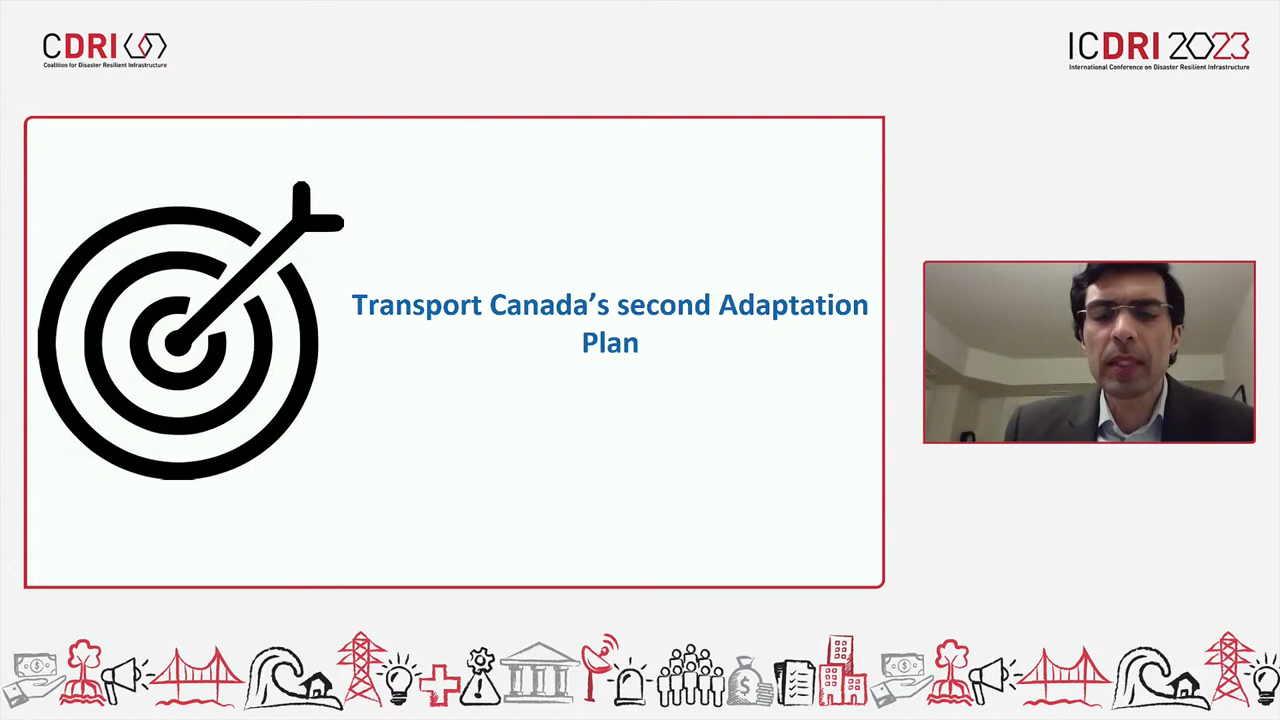 CDRI
Coalition for Disaster Resilient Infrastructure
ICDRI 2023
International Conference on Disaster Resilient Infrastructure
Transport Canada’s second Adaptation
Plan